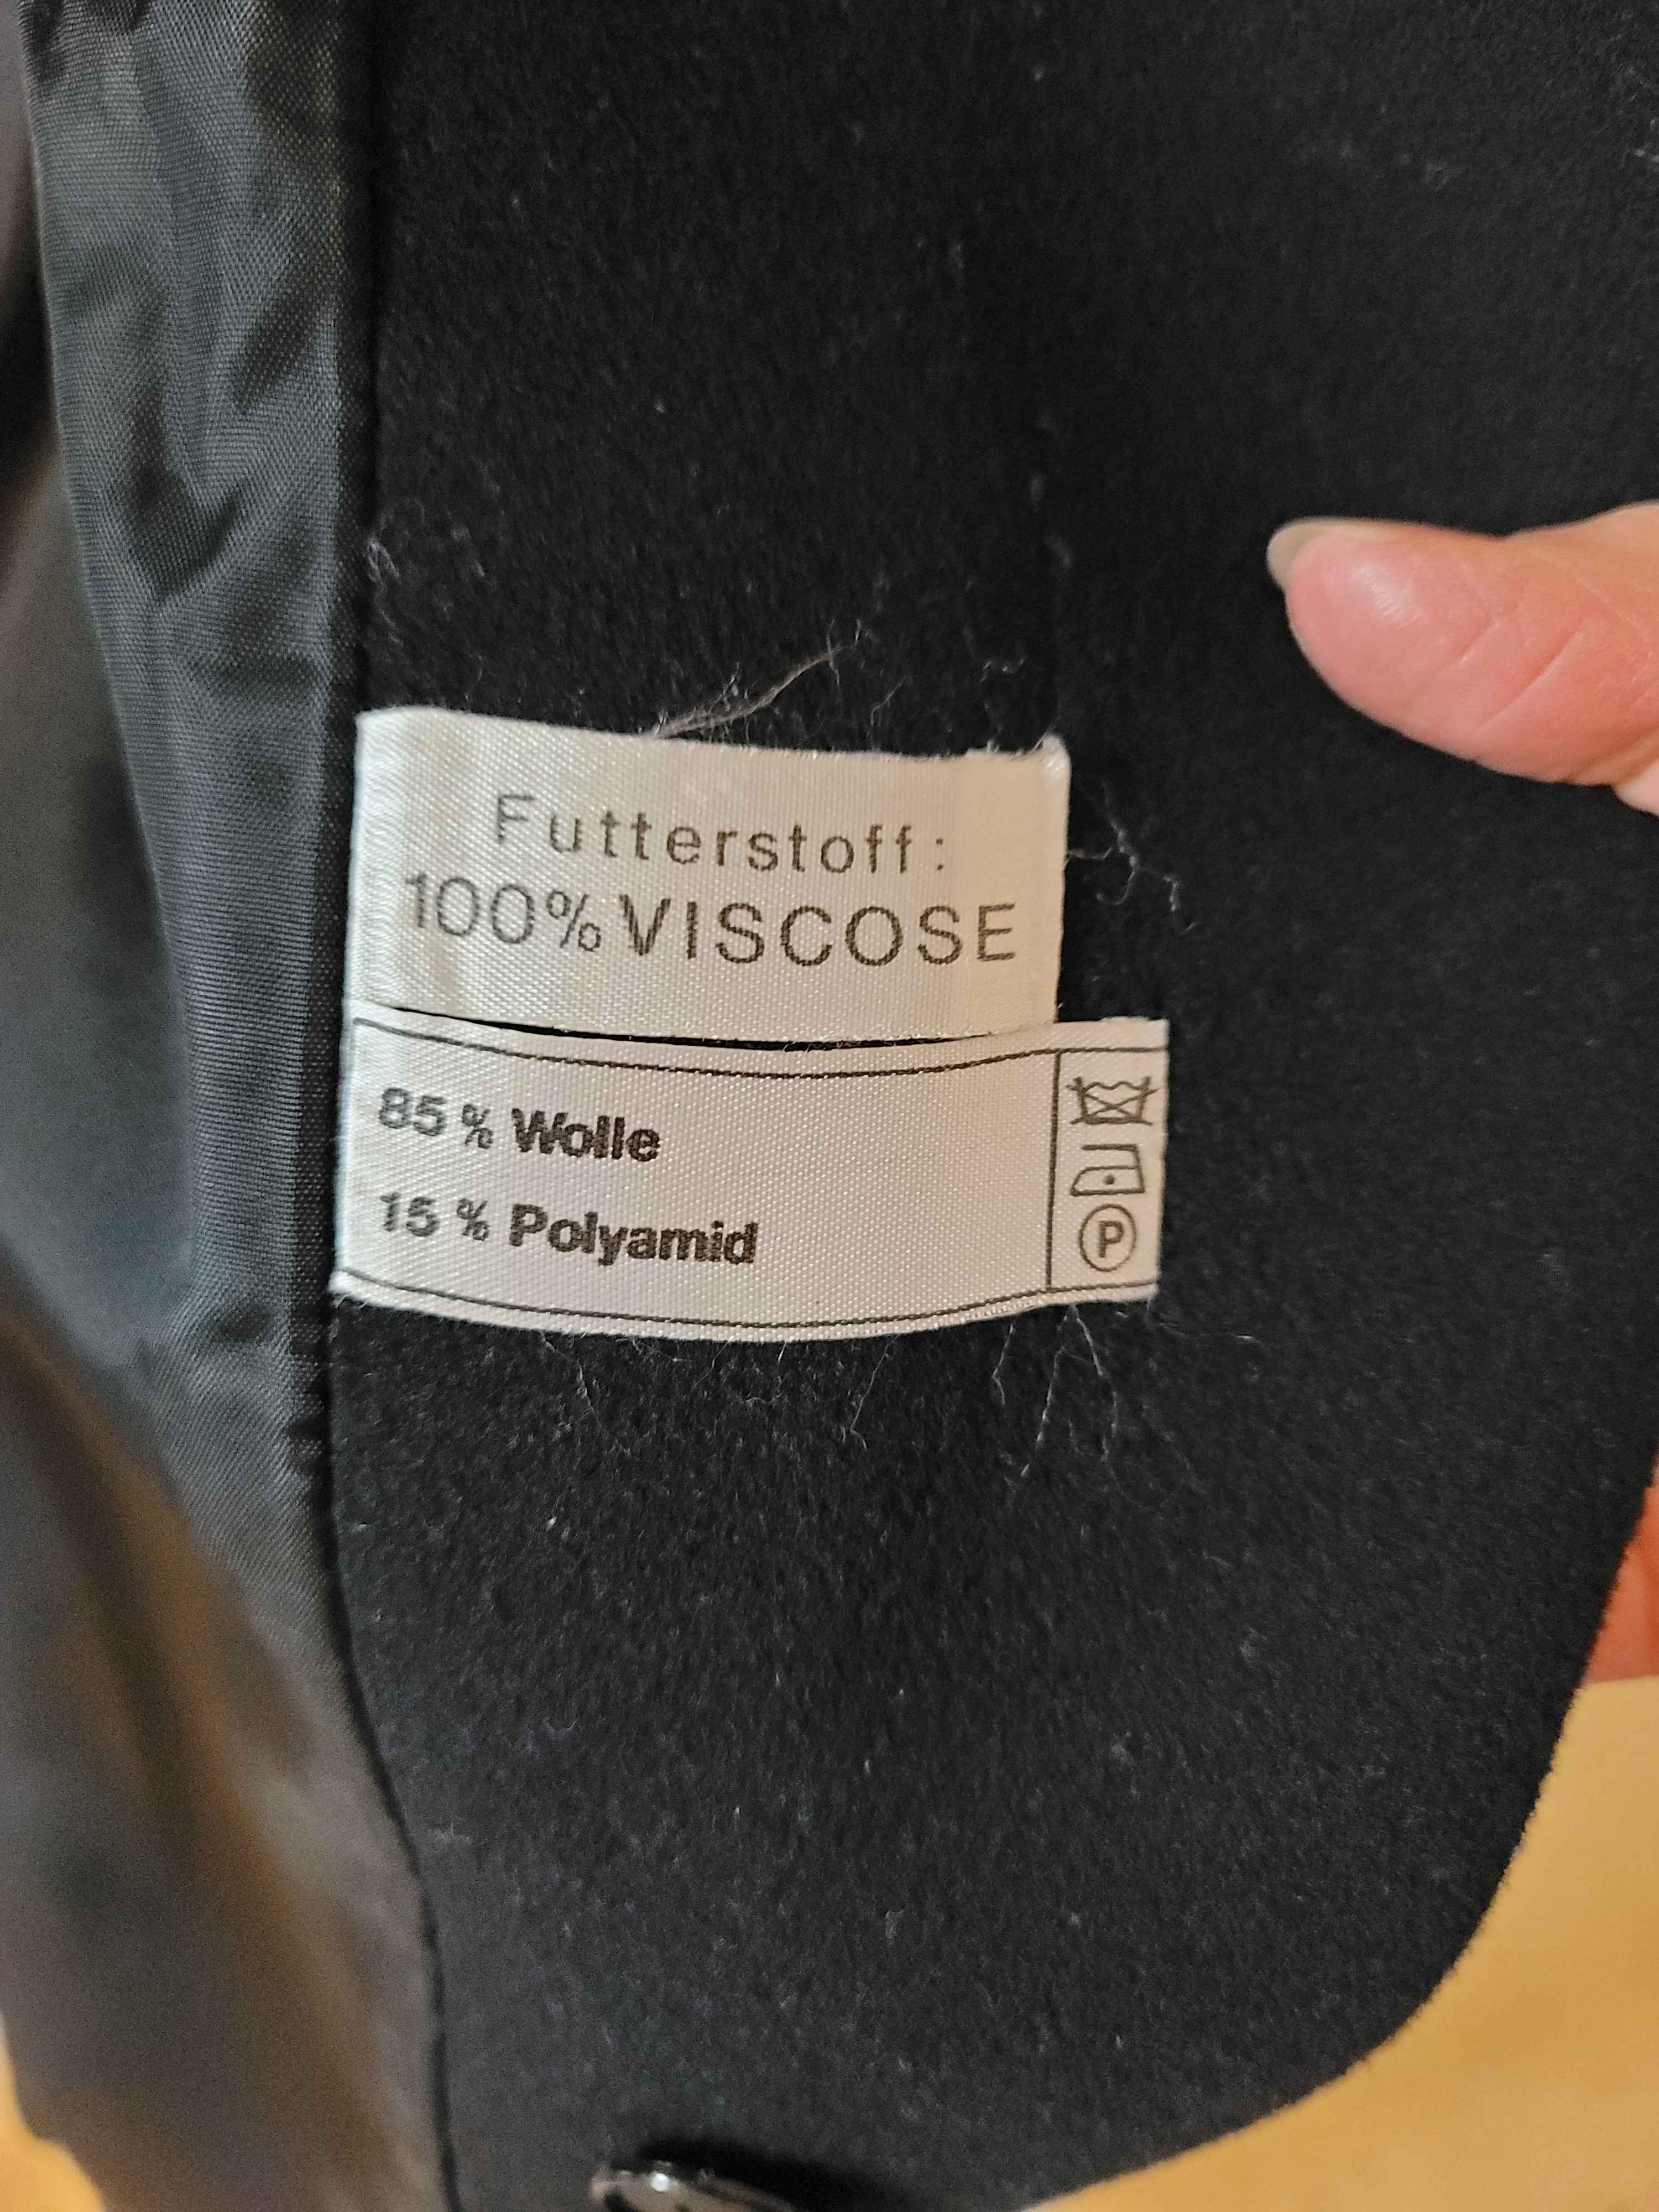 Futterstoff:
100% VISCOSE
85 % Wolle
15 % Polyamid
P